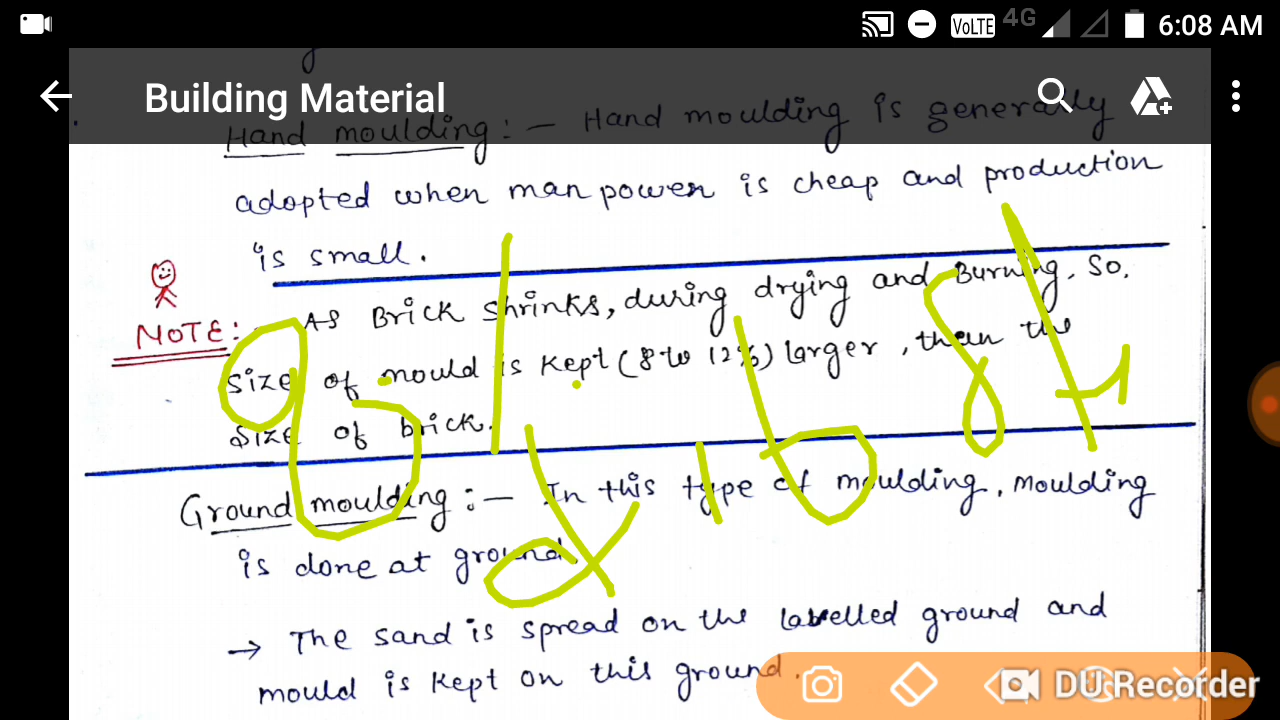 VoLTE 4G 6:08 AM
Building Material
Hand moulding :- Hand moulding is generally
adopted when man power is cheap and production
is small.
NOTE:- As Brick shrinks, during drying and Burning. So,
size of mould is kept (8 to 12%) larger, than the
size of brick.
Ground moulding :- In this type of moulding, moulding
is done at ground.
→ The sand is spread on the labelled ground and
mould is kept on this ground.
DU Recorder